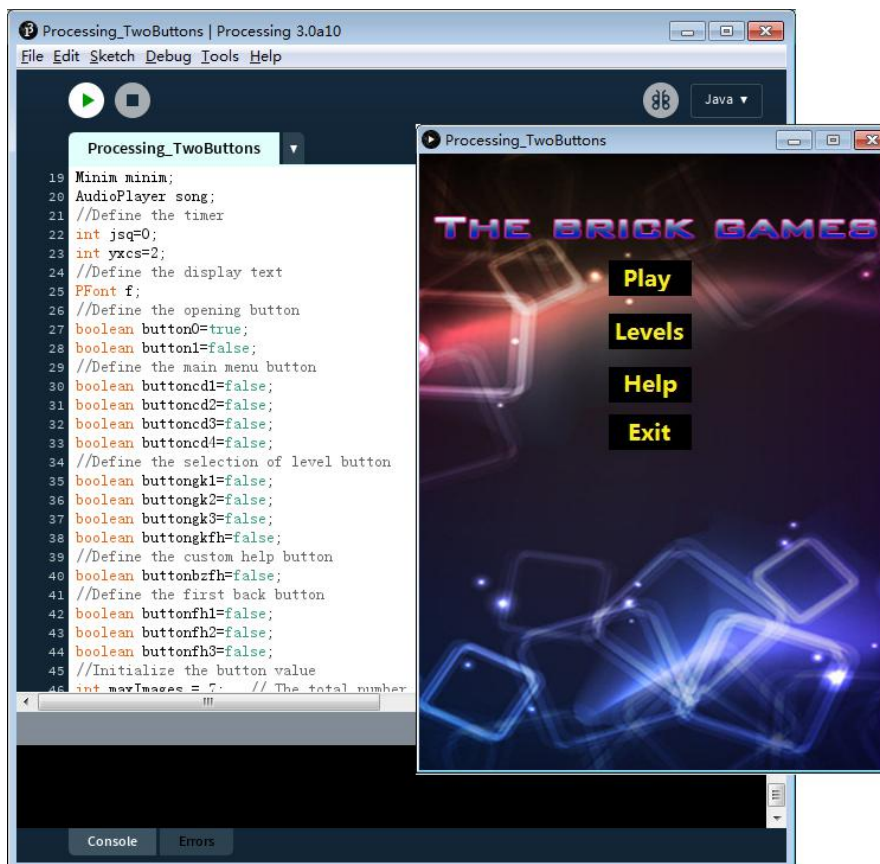 Processing_TwoButtons | Processing 3.0a10
File Edit Sketch Debug Tools Help
Java ▼
Processing_TwoButtons ▼
19 Minim minim;
20 AudioPlayer song;
21 //Define the timer
22 int jsq=0;
23 int yxcs=2;
24 //Define the display text
25 PFont f;
26 //Define the opening button
27 boolean button0=true;
28 boolean button1=false;
29 //Define the main menu button
30 boolean buttoncd1=false;
31 boolean buttoncd2=false;
32 boolean buttoncd3=false;
33 boolean buttoncd4=false;
34 //Define the selection of level button
35 boolean buttongk1=false;
36 boolean buttongk2=false;
37 boolean buttongk3=false;
38 boolean buttongkfh=false;
39 //Define the custom help button
40 boolean buttonbzfh=false;
41 //Define the first back button
42 boolean buttonfh1=false;
43 boolean buttonfh2=false;
44 boolean buttonfh3=false;
45 //Initialize the button value
46 int maxImages = 7; // The total number
Console Errors
Processing_TwoButtons
THE BRICK GAMES
Play
Levels
Help
Exit